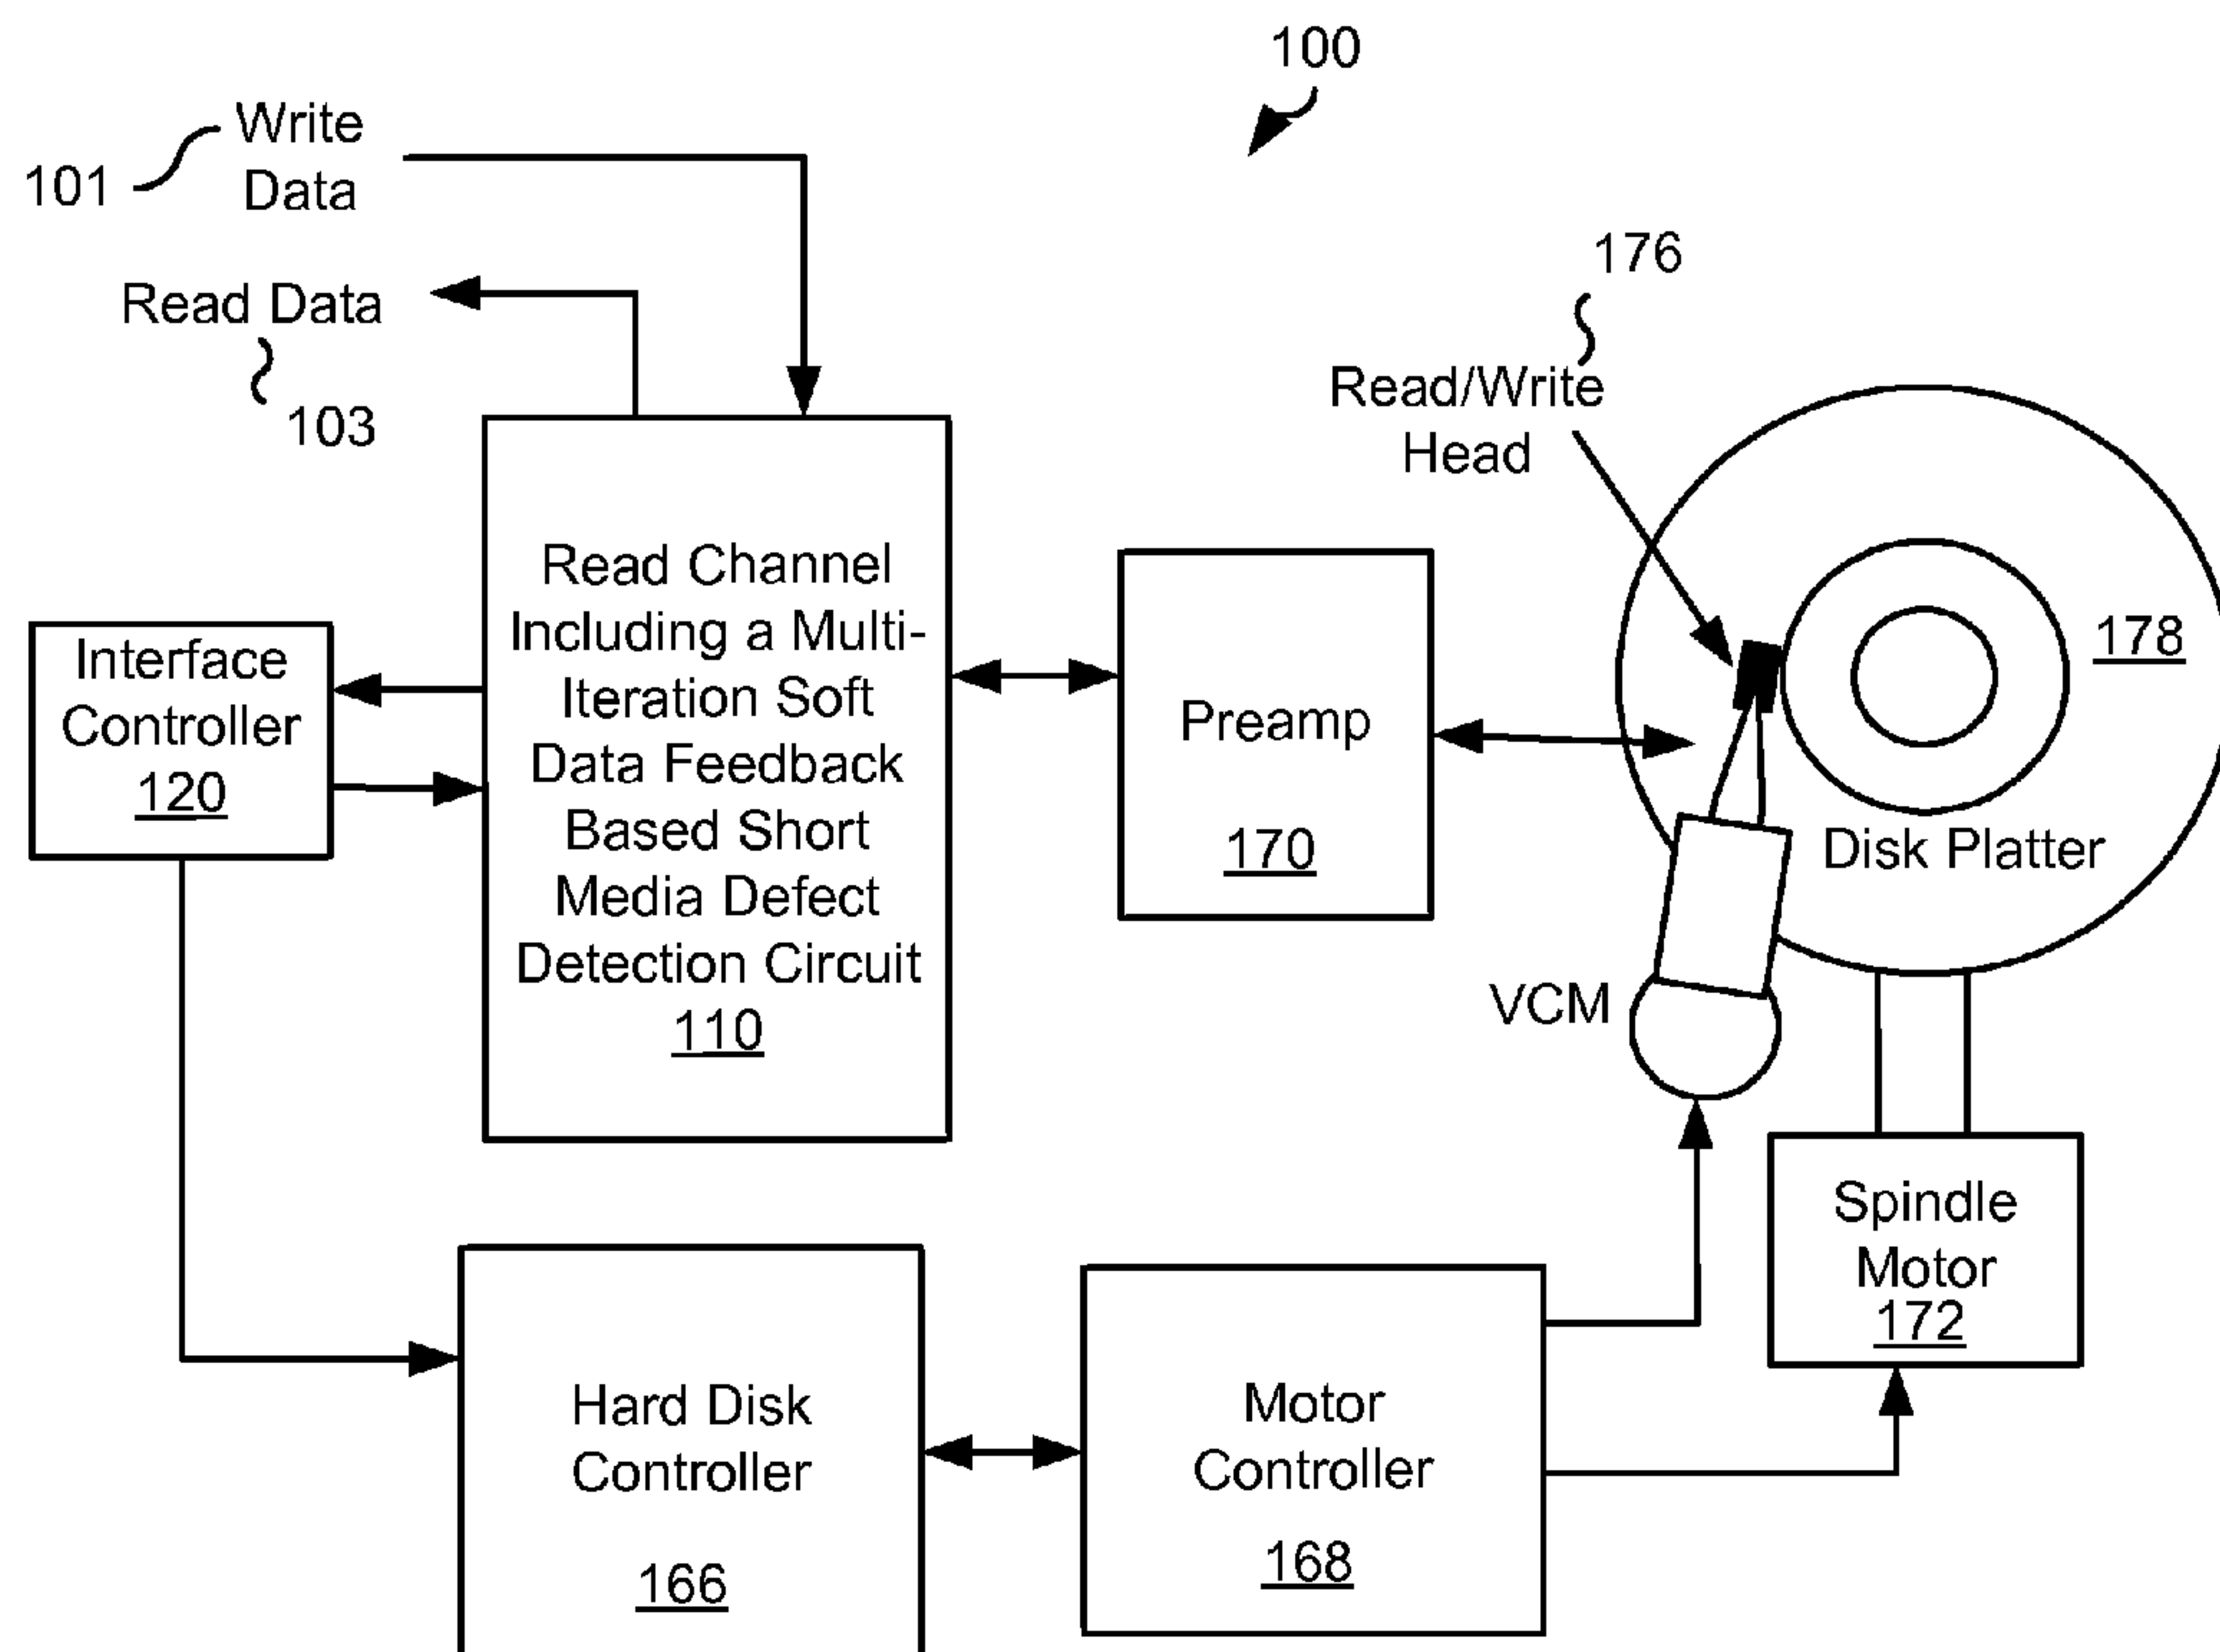 100
Write
Data
101
Read Data
103
176
Read/Write
Head
Read Channel
Including a Multi-
Iteration Soft
Data Feedback
Based Short
Media Defect
Detection Circuit
110
Interface
Controller
120
Preamp
170
178
Disk Platter
VCM
Spindle
Motor
172
Hard Disk
Controller
166
Motor
Controller
168